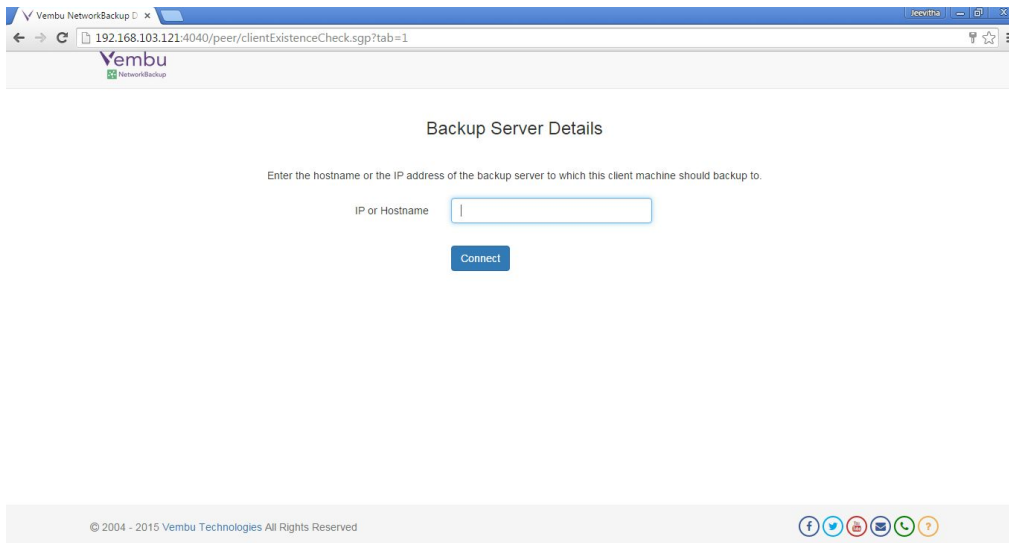 Vembu NetworkBackup D
Jeevitha
192.168.103.121:4040/peer/clientExistenceCheck.sgp?tab=1
Vembu
NetworkBackup
Backup Server Details
Enter the hostname or the IP address of the backup server to which this client machine should backup to.
IP or Hostname
Connect
© 2004 - 2015 Vembu Technologies All Rights Reserved